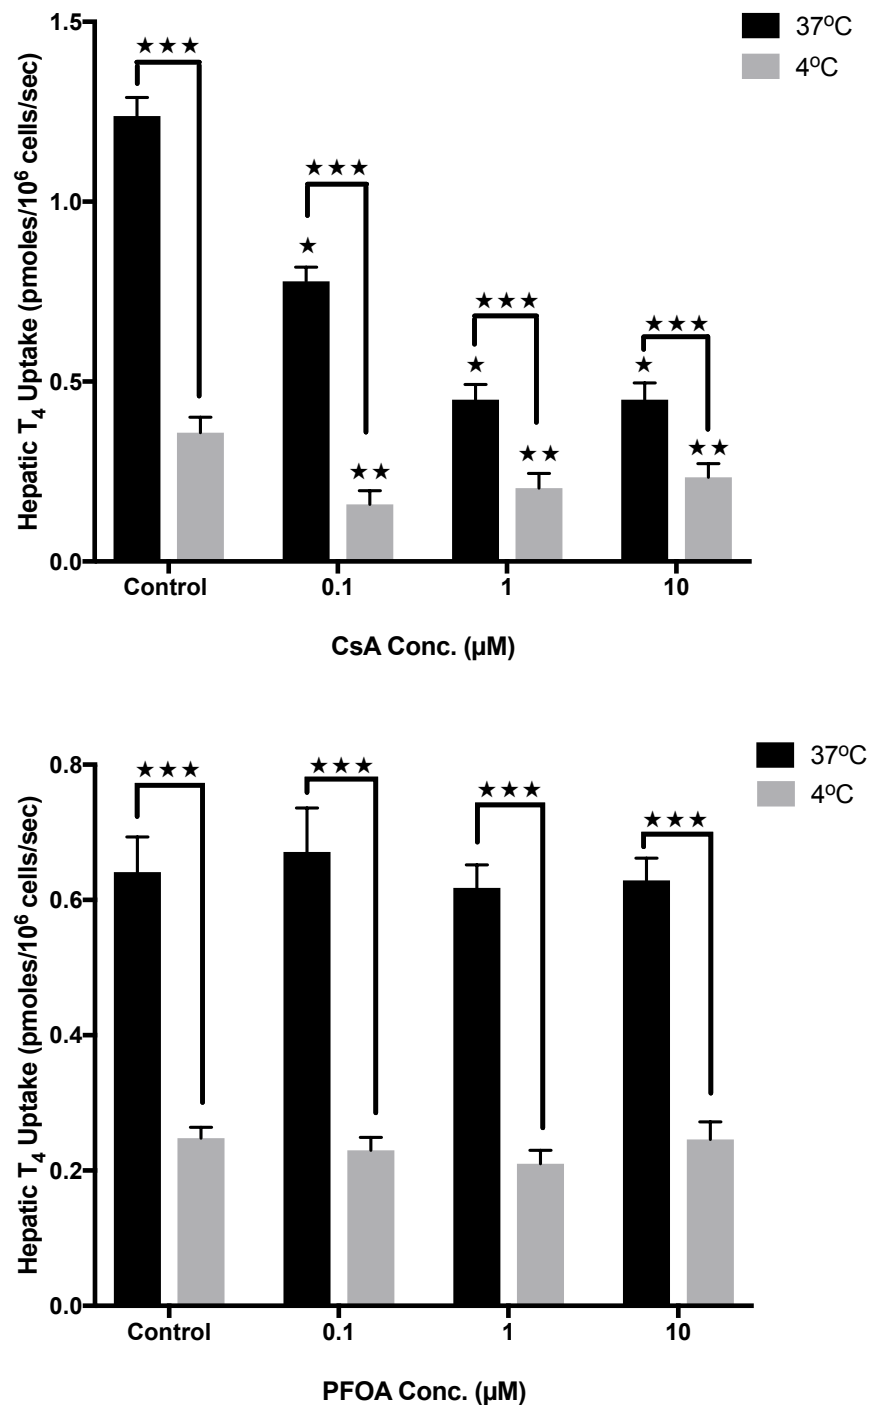 1.5
37ºC
4ºC
★★★
1.0
★★★
★
★★★
★★★
0.5
★
★
★★
★★
★★
0.0
Hepatic T4 Uptake (pmoles/10⁶ cells/sec)
Control 0.1 1 10
CsA Conc. (µM)
37ºC
4ºC
0.8
★★★
★★★
★★★
★★★
0.6
0.4
0.2
0.0
Hepatic T4 Uptake (pmoles/10⁶ cells/sec)
Control 0.1 1 10
PFOA Conc. (µM)